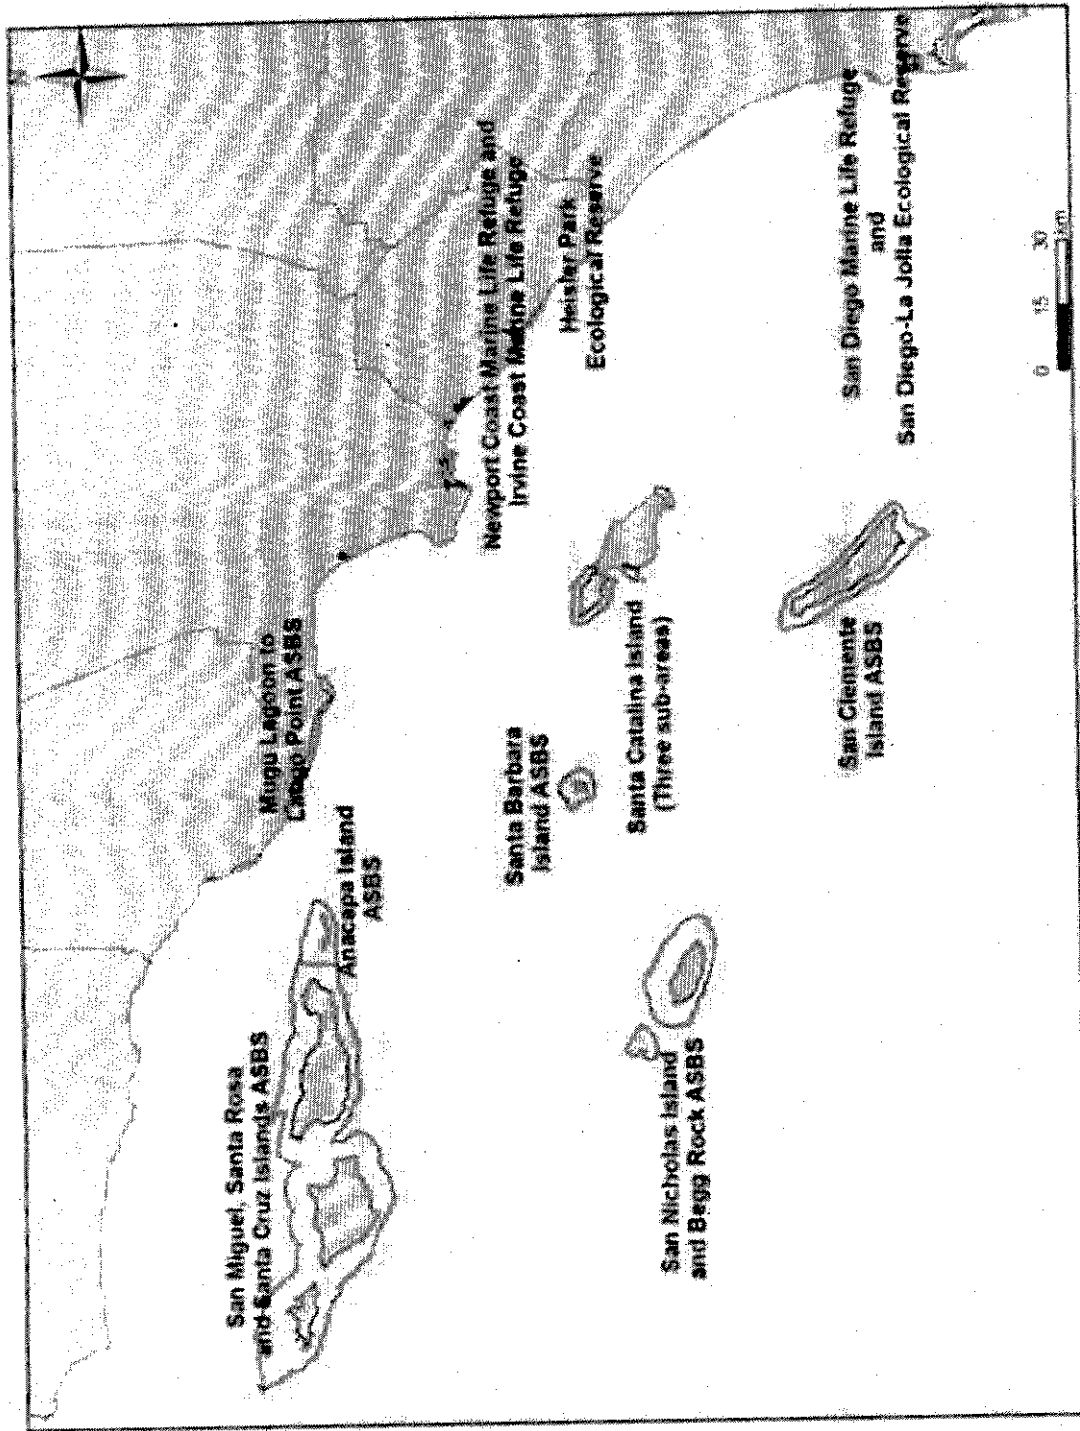 San Miguel, Santa Rosa
and Santa Cruz Islands ASBS
Anacapa Island
ASBS
Mugu Lagoon to
Latigo Point ASBS
Santa Barbara
Island ASBS
San Nicholas Island
and Begg Rock ASBS
Santa Catalina Island
(Three sub-areas)
San Clemente
Island ASBS
Newport Coast Marine Life Refuge and
Irvine Coast Marine Life Refuge
Heisler Park
Ecological Reserve
San Diego Marine Life Refuge
and
San Diego-La Jolla Ecological Reserve
0 15 30
km